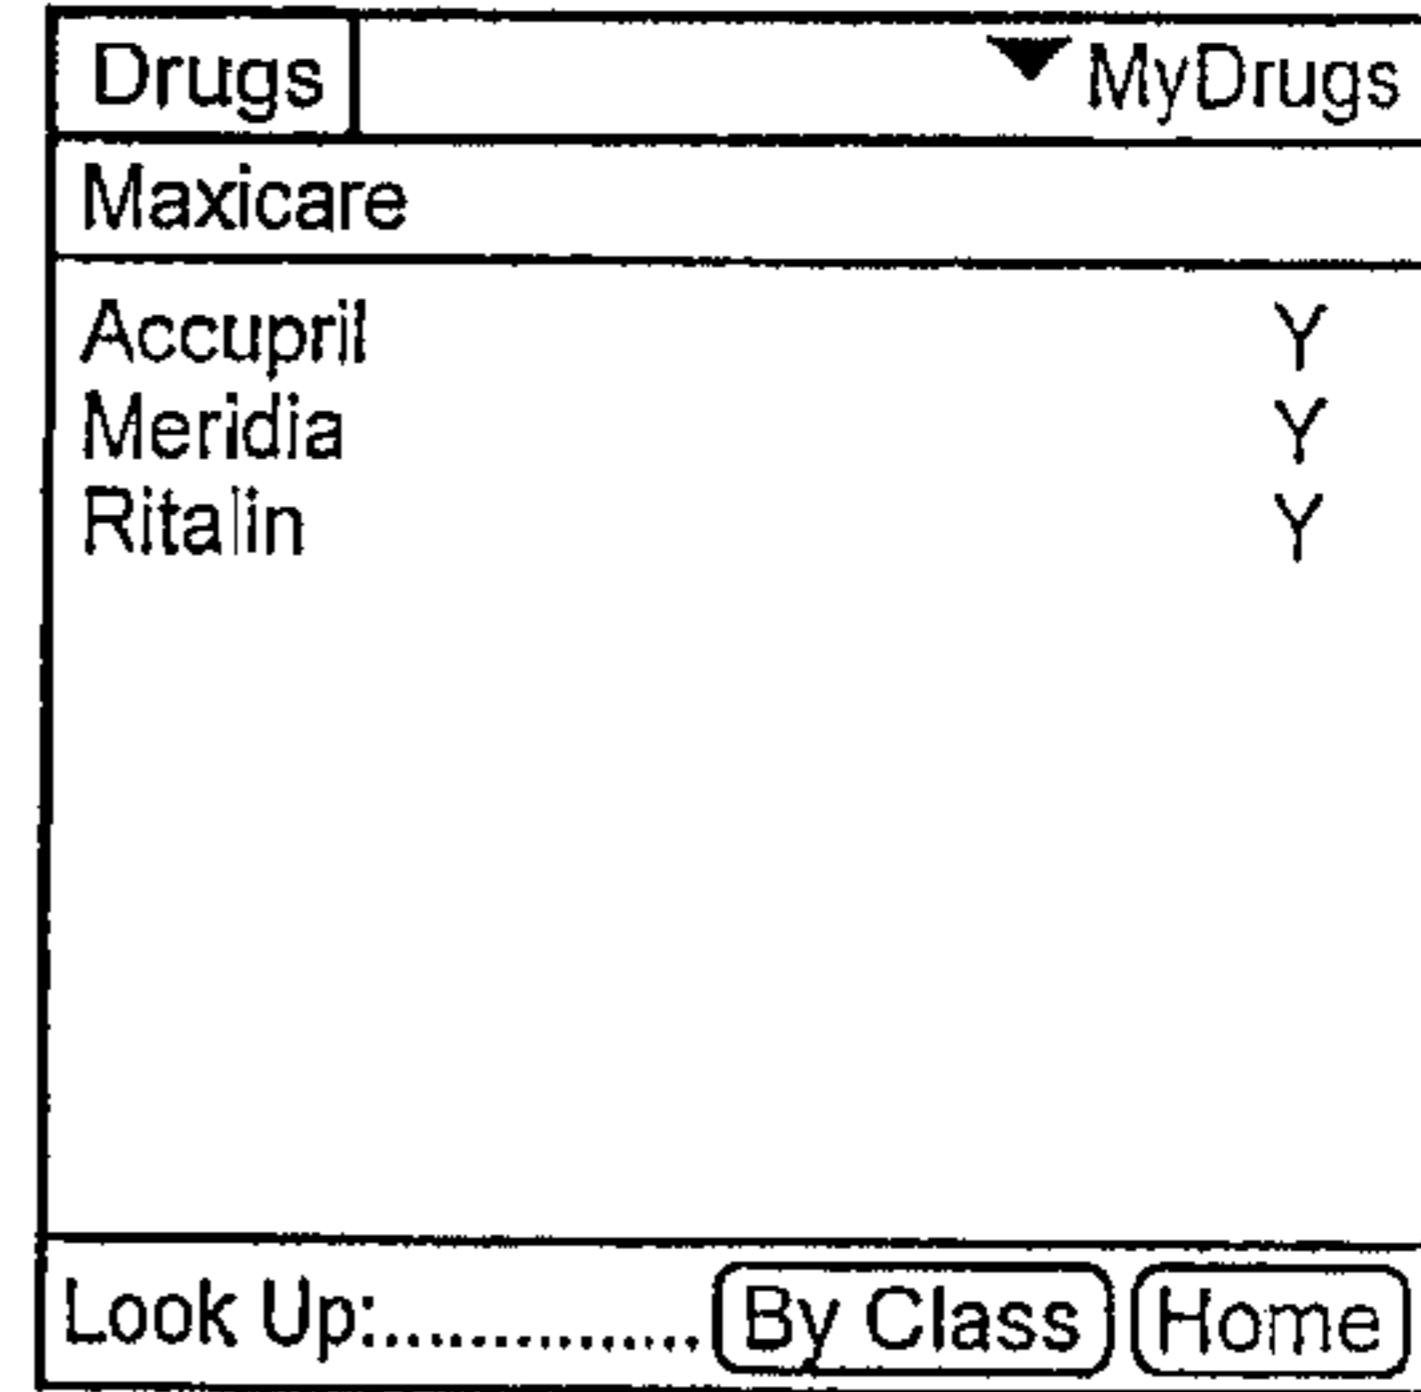 Drugs MyDrugs
Maxicare
Accupril Y
Meridia Y
Ritalin Y
Look Up:............... By Class Home